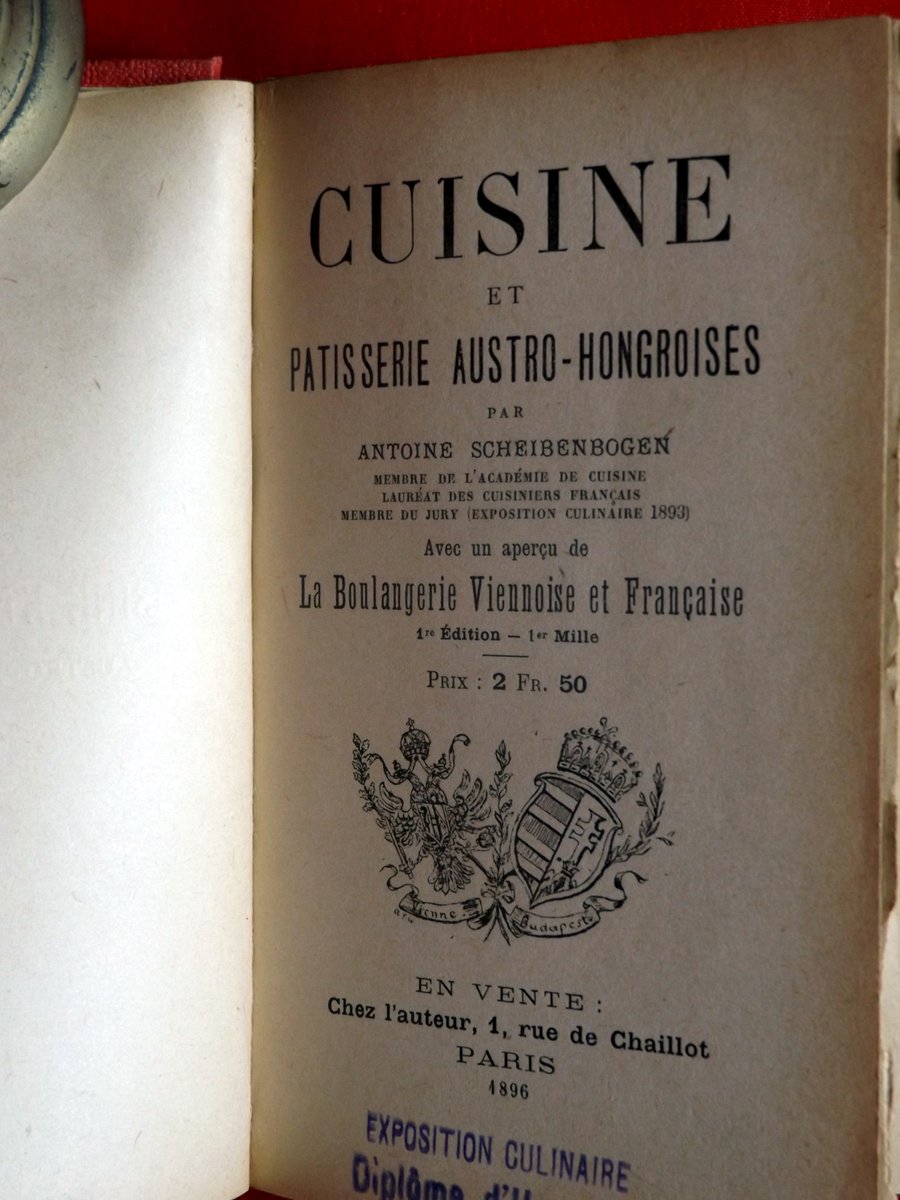 CUISINE
ET
PATISSERIE AUSTRO-HONGROISES
PAR
ANTOINE SCHEIBENBOGEN
MEMBRE DE L'ACADÉMIE DE CUISINE
LAURÉAT DES CUISINIERS FRANÇAIS
MEMBRE DU JURY (EXPOSITION CULINAIRE 1893)
Avec un aperçu de
La Boulangerie Viennoise et Française
1re Édition — 1er Mille
PRIX : 2 FR. 50
Vienne. Budapest.
EN VENTE :
Chez l'auteur, 1, rue de Chaillot
PARIS
1896
EXPOSITION CULINAIRE
Diplôme